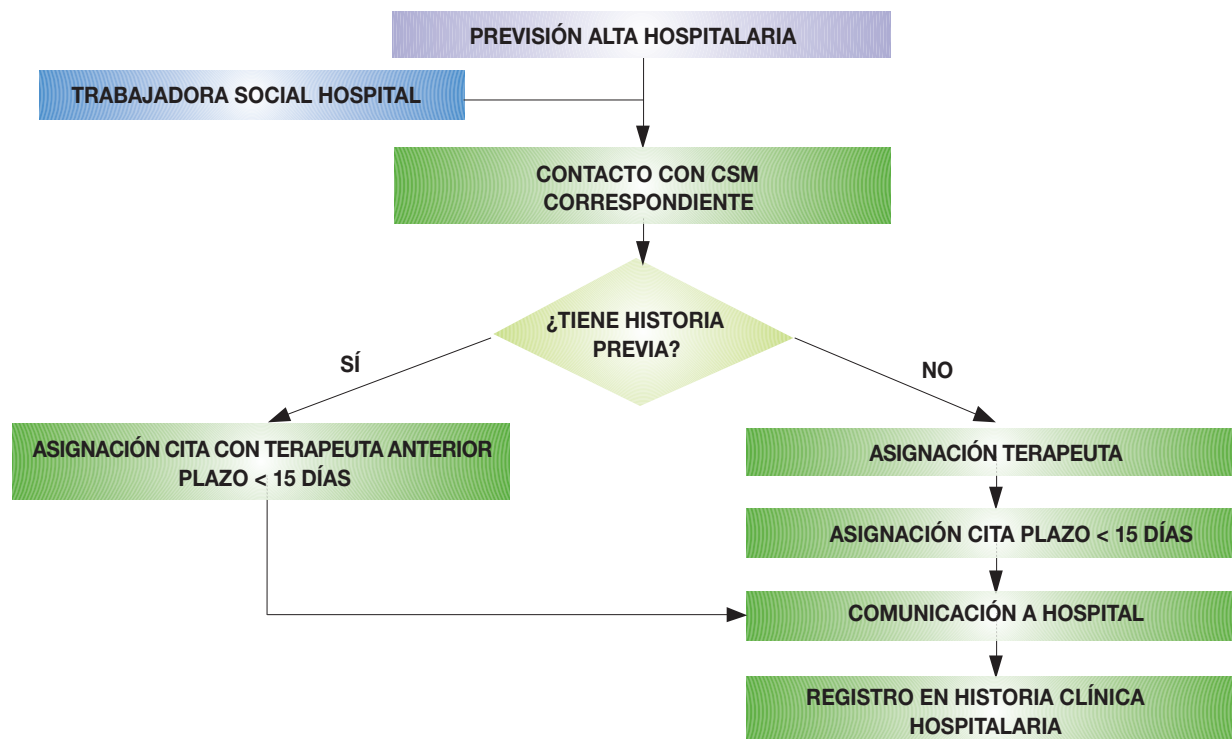 PREVISIÓN ALTA HOSPITALARIA
TRABAJADORA SOCIAL HOSPITAL
CONTACTO CON CSM
CORRESPONDIENTE
¿TIENE HISTORIA
PREVIA?
SÍ
NO
ASIGNACIÓN CITA CON TERAPEUTA ANTERIOR
PLAZO < 15 DÍAS
ASIGNACIÓN TERAPEUTA
ASIGNACIÓN CITA PLAZO < 15 DÍAS
COMUNICACIÓN A HOSPITAL
REGISTRO EN HISTORIA CLÍNICA
HOSPITALARIA